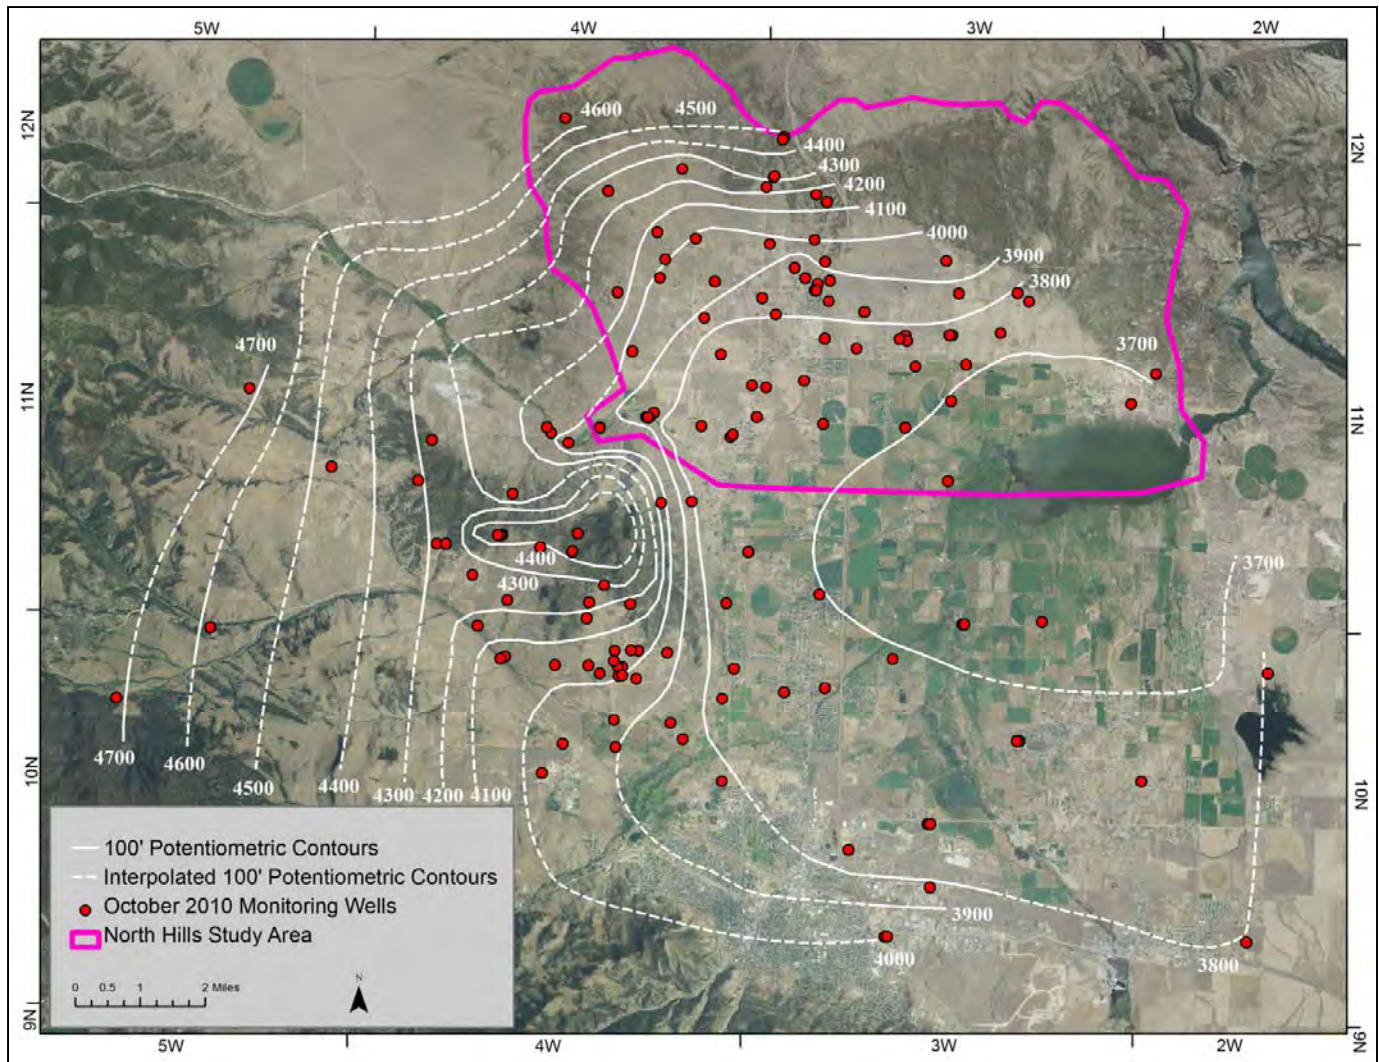 5W 4W 3W 2W
12N
12N
4600 4500
4400
4300
4200
4100
4000
3900
3800
4700
3700
11N
11N
4400
4300
3700
4700
4600
4500
4400
4300 4200 4100
10N
10N
100' Potentiometric Contours
Interpolated 100' Potentiometric Contours
October 2010 Monitoring Wells
North Hills Study Area
0 0.5 1 2 Miles
N
3900
4000
3800
9N
9N
5W 4W 3W 2W